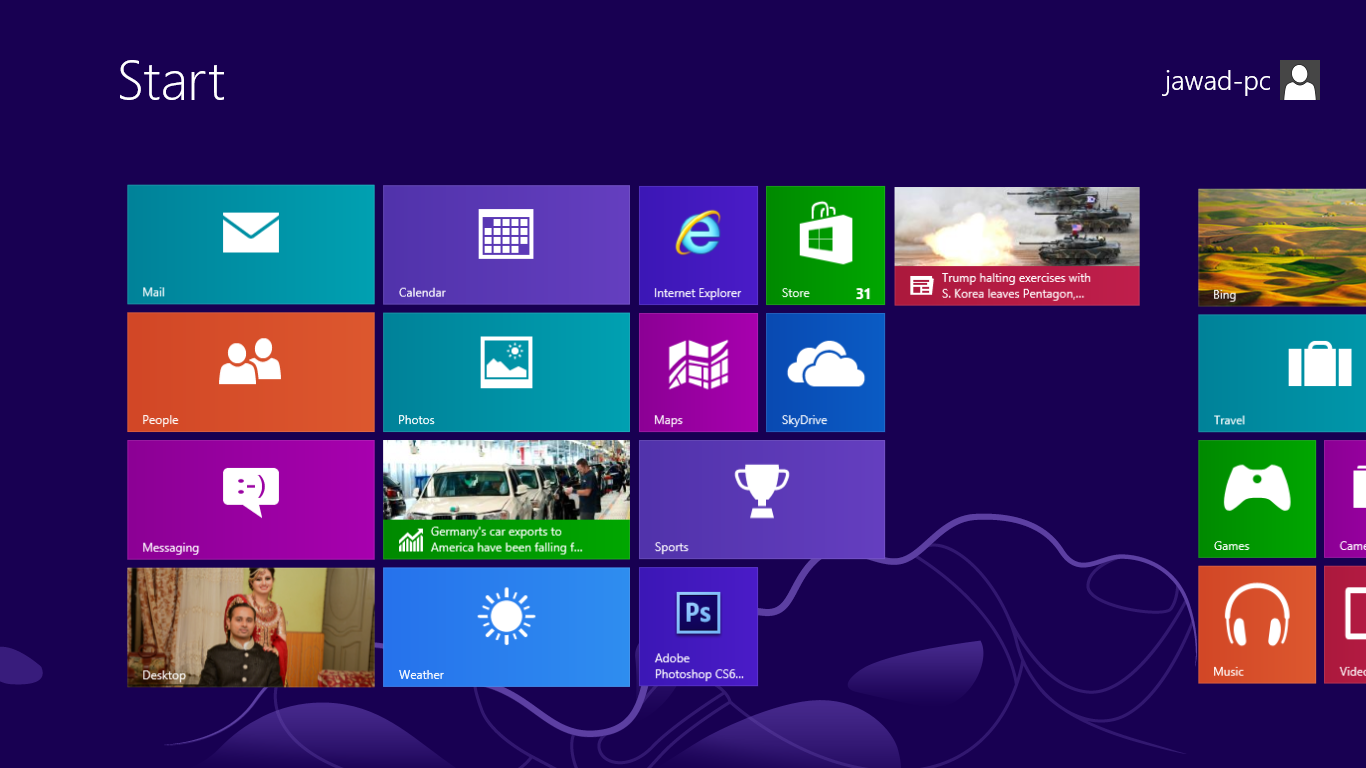 Start
jawad-pc
Mail
Calendar
Internet Explorer
Store
31
Trump halting exercises with
S. Korea leaves Pentagon,...
Bing
People
Photos
Maps
SkyDrive
Travel
:-)
Messaging
Germany's car exports to
America have been falling f...
Sports
Games
Came
Desktop
Weather
Ps
Adobe
Photoshop CS6...
Music
Videc